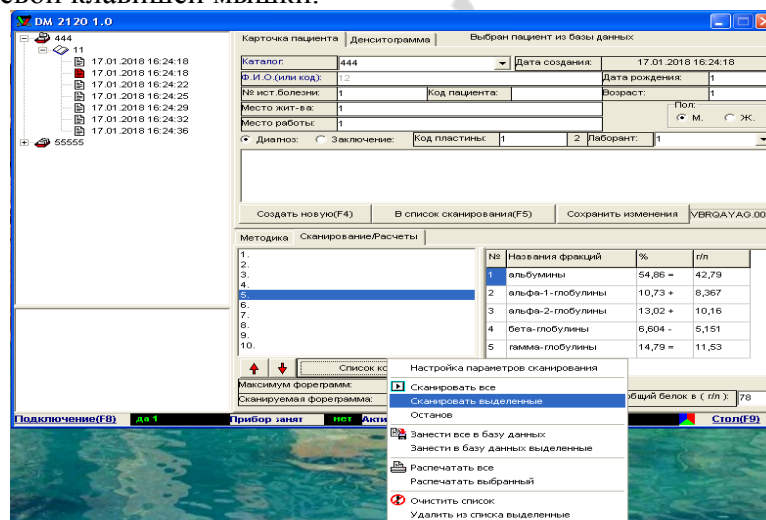 евой клавишей мышки.
DM 2120 1.0
444
11
17.01.2018 16:24:18
17.01.2018 16:24:18
17.01.2018 16:24:22
17.01.2018 16:24:25
17.01.2018 16:24:29
17.01.2018 16:24:32
17.01.2018 16:24:36
55555
Карточка пациента Денситограмма Выбран пациент из базы данных
Каталог: 444 Дата создания: 17.01.2018 16:24:18
Ф.И.О.(или код): 12 Дата рождения: 1
№ ист.болезни: 1 Код пациента: Возраст: 1
Место жит-ва: 1 Пол:
Место работы: 1 М. Ж.
Диагноз: Заключение: Код пластины: 1 2 Лаборант: 1
Создать новую(F4) В список сканирования(F5) Сохранить изменения VBRQAYAG.00
Методика Сканирование/Расчеты
1.
2.
3.
4.
5.
6.
7.
8.
9.
10.
№ Названия фракций % г/л
1 альбумины 54,86 = 42,79
2 альфа-1-глобулины 10,73 + 8,367
3 альфа-2-глобулины 13,02 + 10,16
4 бета-глобулины 6,604 - 5,151
5 гамма-глобулины 14,79 = 11,53
Список ко
Максимум фореграмм:
Сканируемая фореграмма: общий белок в ( г/л ): 78
Подключение(F8) да 1 Прибор занят нет Акти Стол(F9)
Настройка параметров сканирования
Сканировать все
Сканировать выделенные
Останов
Занести все в базу данных
Занести в базу данных выделенные
Распечатать все
Распечатать выбранный
Очистить список
Удалить из списка выделенные